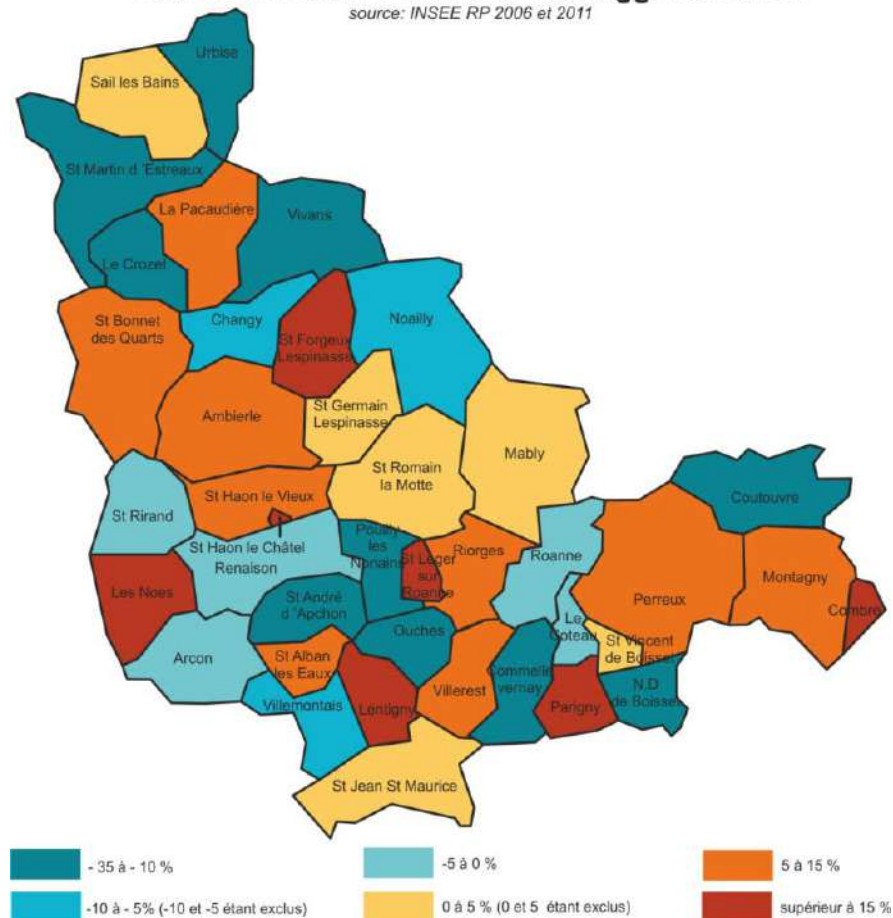 source: INSEE RP 2006 et 2011
Urbise
Sail les Bains
St Martin d 'Estreaux
La Pacaudière
Vivans
Le Crozet
St Bonnet
des Quarts
Changy
St Forgeux
Lespinasse
Noailly
Ambierle
St Germain
Lespinasse
Mably
St Romain
la Motte
St Haon le Vieux
Coutouvre
St Rirand
St Haon le Châtel
Renaison
Pouilly
les
Nonains
St Léger
sur
Roanne
Riorges
Roanne
Perreux
Montagny
Combre
Les Noes
St André
d 'Apchon
Ouches
Le
Coteau
St Vincent
de Boisset
Arcon
St Alban
les Eaux
Villemontais
Lentigny
Villerest
Commelle
vernay
Parigny
N.D
de Boisset
St Jean St Maurice
- 35 à - 10 %
-5 à 0 %
5 à 15 %
-10 à - 5% (-10 et -5 étant exclus)
0 à 5 % (0 et 5 étant exclus)
supérieur à 15 %